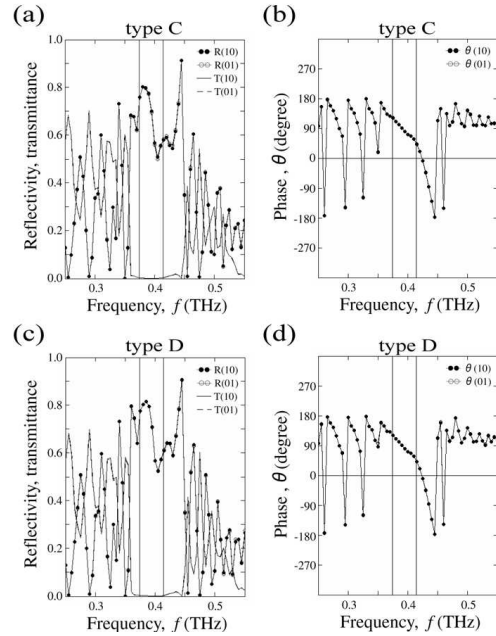 (a) type C
R(10)
R(01)
T(10)
T(01)
1.0
0.8
0.6
0.4
0.2
0.0
Reflectivity, transmittance
0.3 0.4 0.5
Frequency, f (THz)
(b) type C
θ (10)
θ (01)
270
180
90
0
-90
-180
-270
Phase , θ (degree)
0.3 0.4 0.5
Frequency, f (THz)
(c) type D
R(10)
R(01)
T(10)
T(01)
1.0
0.8
0.6
0.4
0.2
0.0
Reflectivity, transmittance
0.3 0.4 0.5
Frequency, f (THz)
(d) type D
θ (10)
θ (01)
270
180
90
0
-90
-180
-270
Phase , θ (degree)
0.3 0.4 0.5
Frequency, f (THz)